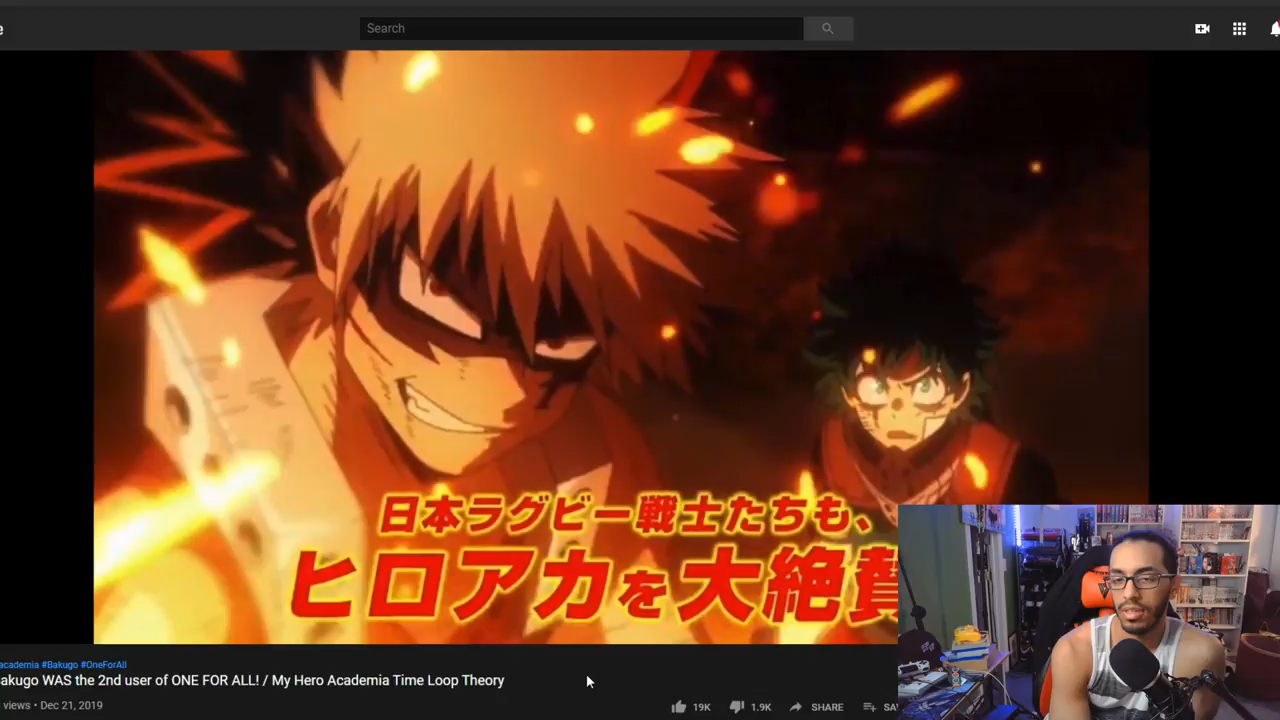 Search
日本ラグビー戦士たちも、
ヒロアカを大絶賛
academia #Bakugo #OneForAll
akugo WAS the 2nd user of ONE FOR ALL! / My Hero Academia Time Loop Theory
views • Dec 21, 2019
19K
1.9K
SHARE
SA